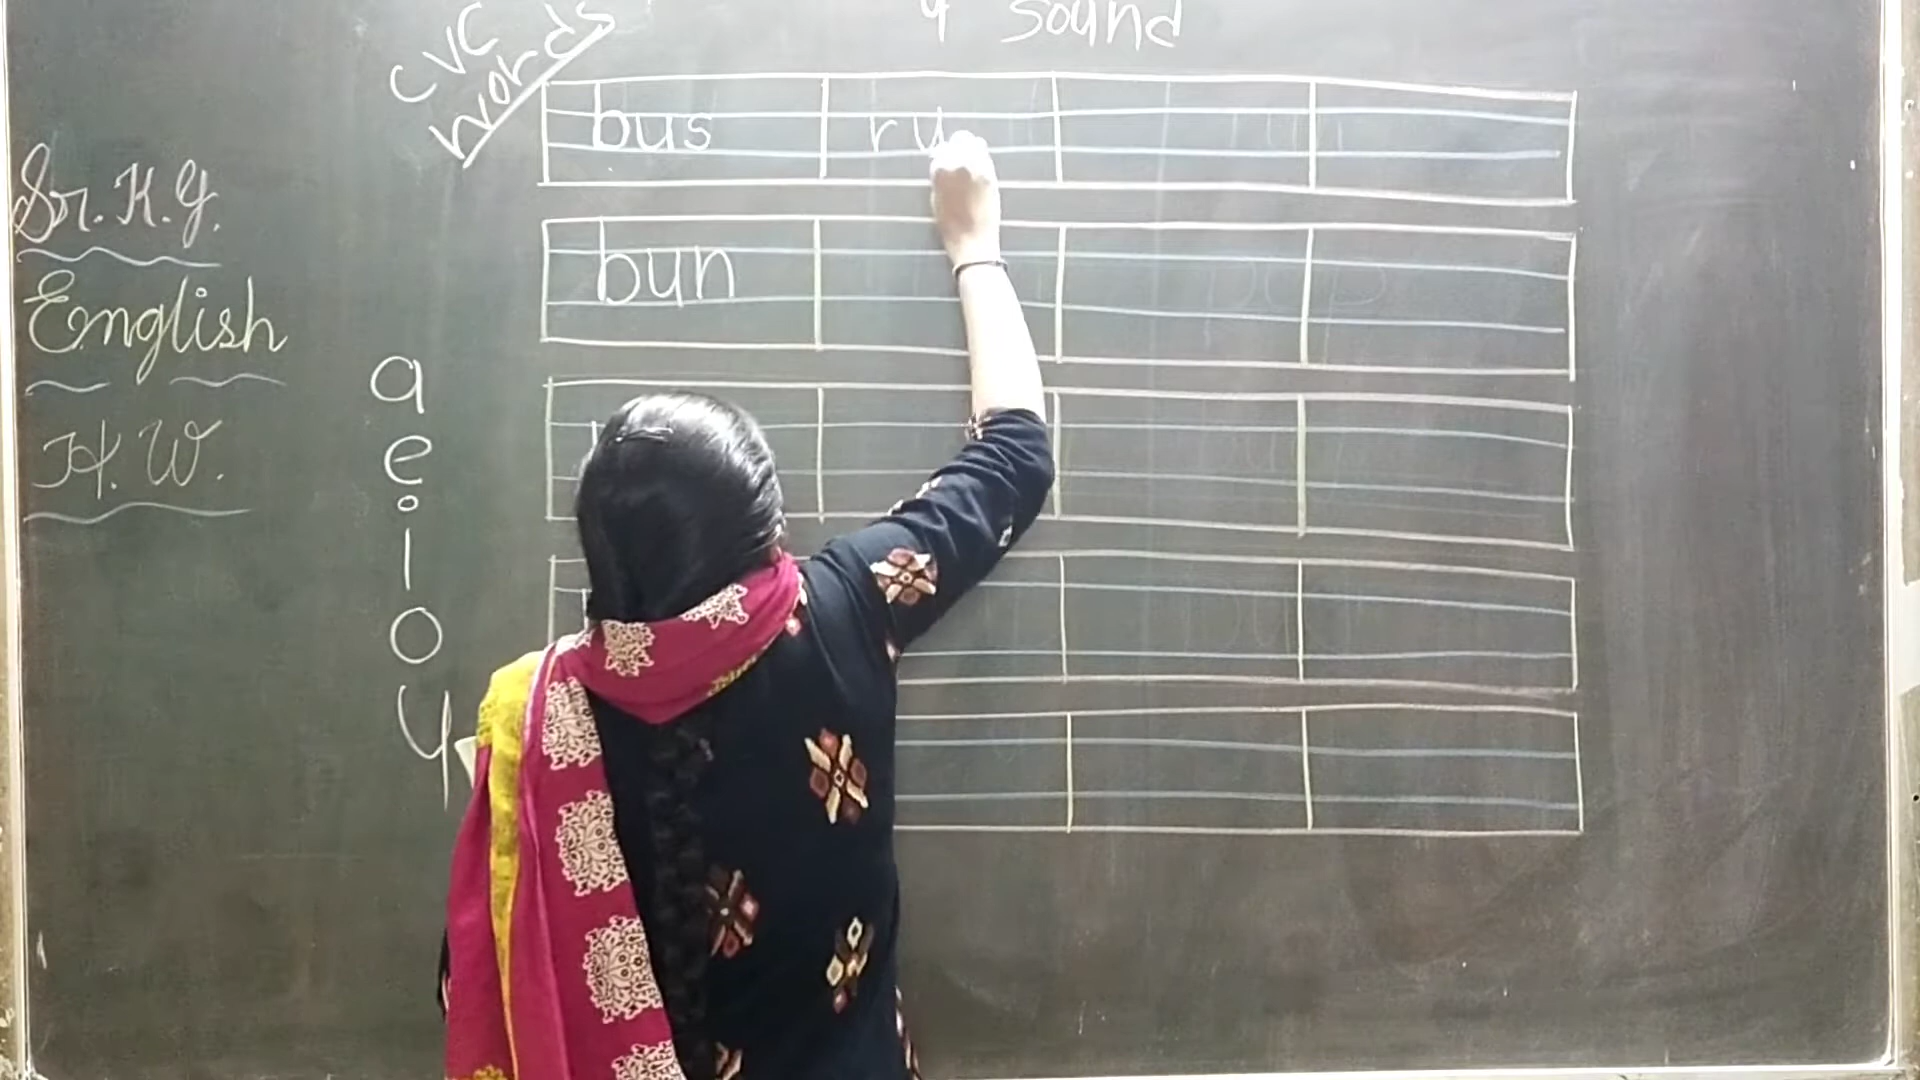 u sound
CVC
words
bus ru
bun
Sr. K.G.
English
H.W.
a
e
i
o
u